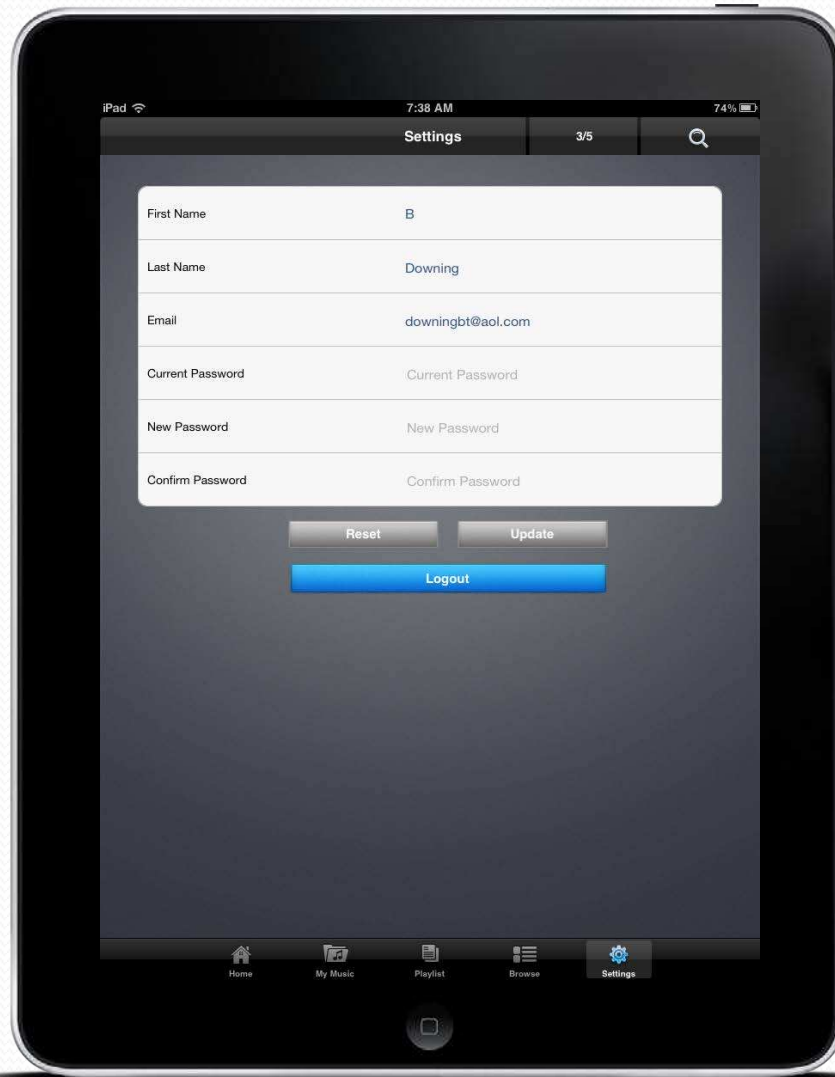 iPad 7:38 AM 74%
Settings 3/5
First Name B
Last Name Downing
Email downingbt@aol.com
Current Password Current Password
New Password New Password
Confirm Password Confirm Password
Reset Update
Logout
Home My Music Playlist Browse Settings